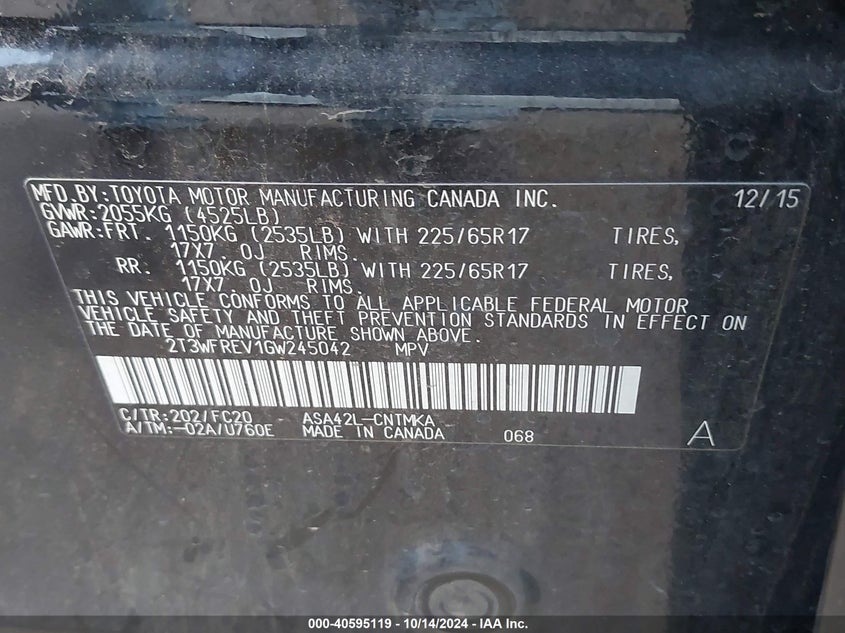 MFD.BY:TOYOTA MOTOR MANUFACTURING CANADA INC. 12/15
GVWR:2055KG (4525LB)
GAWR:FRT. 1150KG (2535LB) WITH 225/65R17 TIRES,
17X7.0J RIMS.
RR. 1150KG (2535LB) WITH 225/65R17 TIRES,
17X7.0J RIMS.
THIS VEHICLE CONFORMS TO ALL APPLICABLE FEDERAL MOTOR
VEHICLE SAFETY AND THEFT PREVENTION STANDARDS IN EFFECT ON
THE DATE OF MANUFACTURE SHOWN ABOVE.
2T3WFREV1GW245042 MPV
C/TR:202/FC20 ASA42L-CNTMKA
A/TM:-02A/U760E MADE IN CANADA 068 A
000-40595119 - 10/14/2024 - IAA Inc.